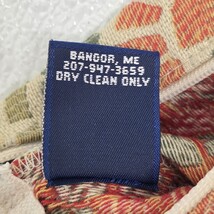 BANGOR, ME
207-947-3659
DRY CLEAN ONLY